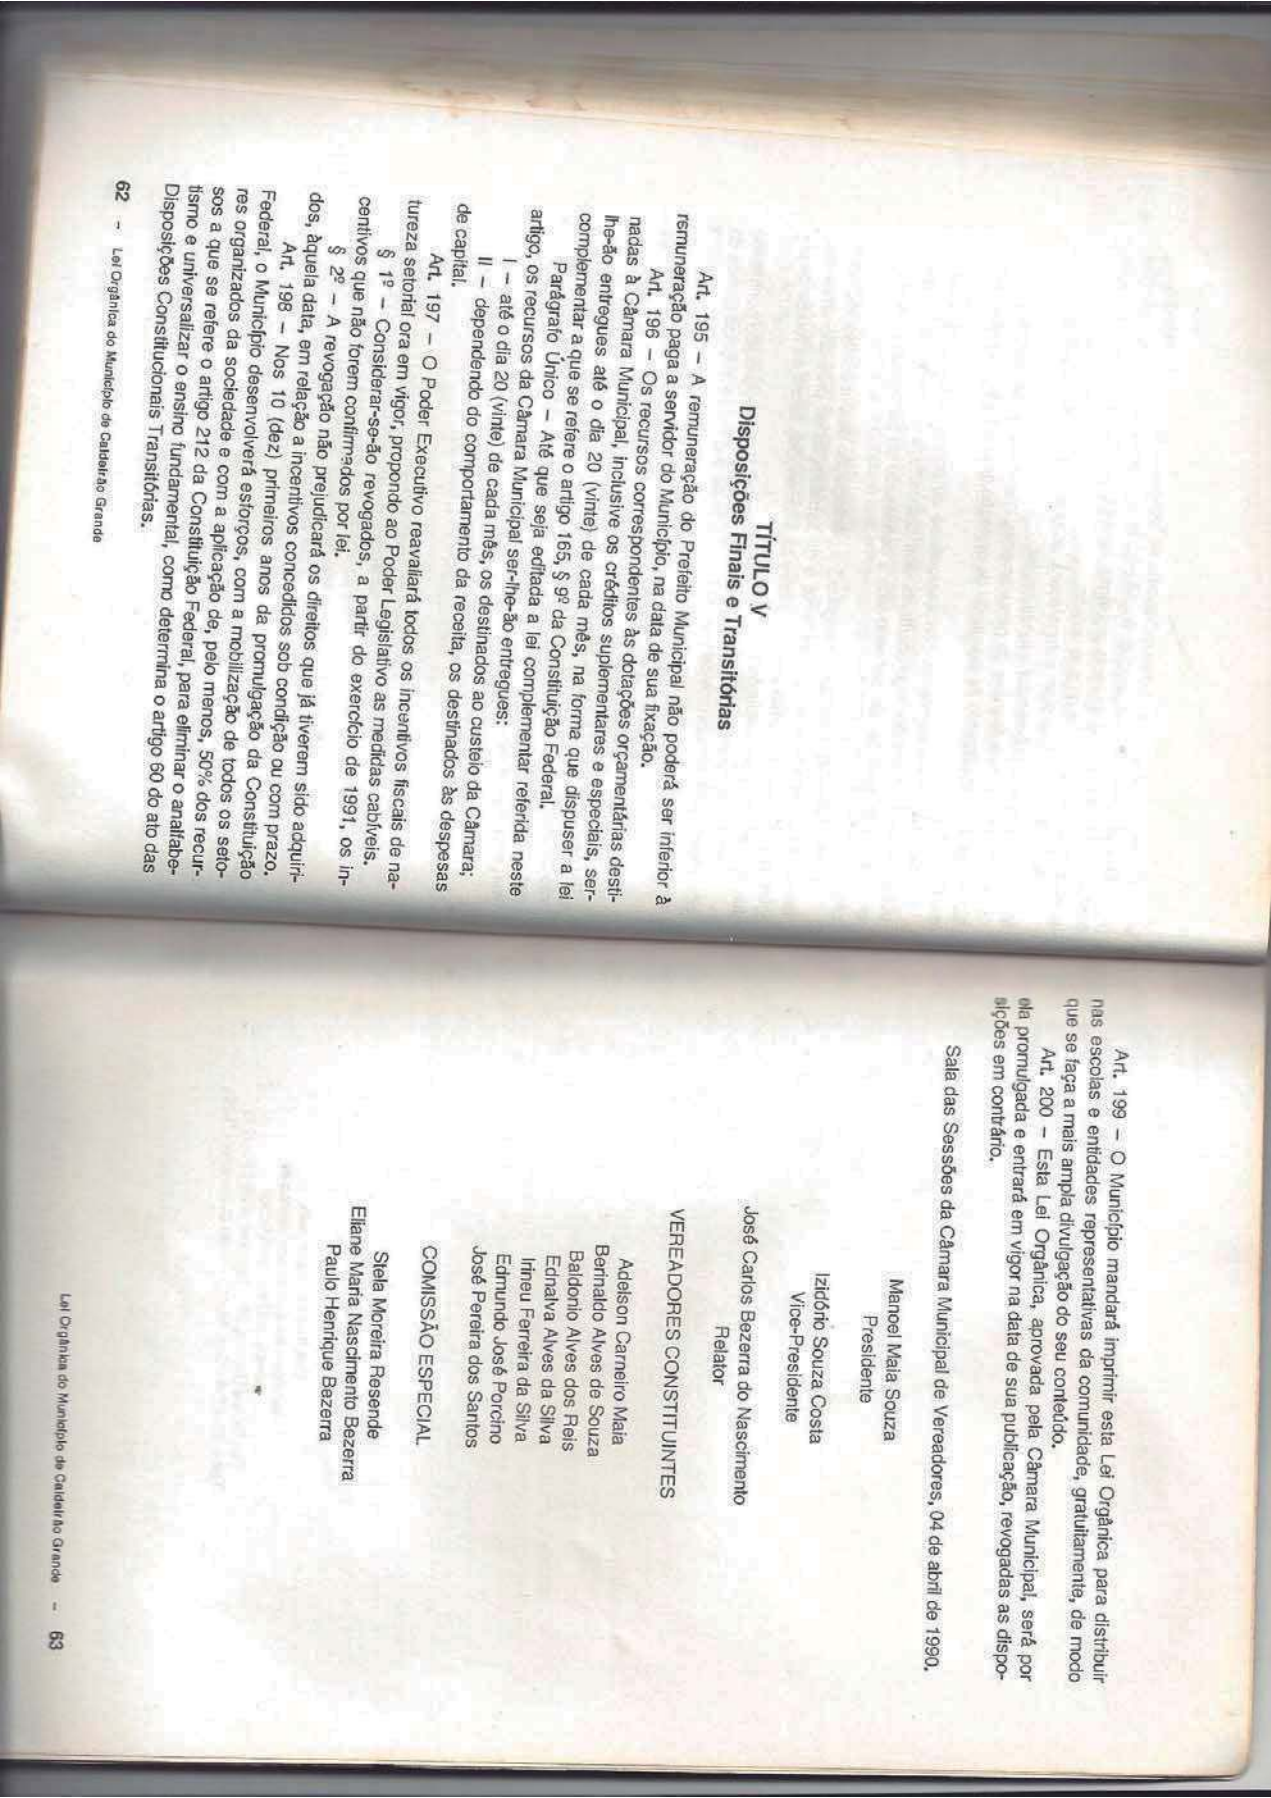 TÍTULO V
Disposições Finais e Transitórias
Art. 195 – A remuneração do Prefeito Municipal não poderá ser inferior à
remuneração paga a servidor do Município, na data de sua fixação.
Art. 196 – Os recursos correspondentes às dotações orçamentárias desti-
nadas à Câmara Municipal, inclusive os créditos suplementares e especiais, ser-
lhe-ão entregues até o dia 20 (vinte) de cada mês, na forma que dispuser a lei
complementar a que se refere o artigo 165, § 9º da Constituição Federal.
Parágrafo Único – Até que seja editada a lei complementar referida neste
artigo, os recursos da Câmara Municipal ser-lhe-ão entregues:
I – até o dia 20 (vinte) de cada mês, os destinados ao custeio da Câmara;
II – dependendo do comportamento da receita, os destinados às despesas
de capital.
Art. 197 – O Poder Executivo reavaliará todos os incentivos fiscais de na-
tureza setorial ora em vigor, propondo ao Poder Legislativo as medidas cabíveis.
§ 1º – Considerar-se-ão revogados, a partir do exercício de 1991, os in-
centivos que não forem confirmados por lei.
§ 2º – A revogação não prejudicará os direitos que já tiverem sido adquiri-
dos, àquela data, em relação a incentivos concedidos sob condição ou com prazo.
Art. 198 – Nos 10 (dez) primeiros anos da promulgação da Constituição
Federal, o Município desenvolverá esforços, com a mobilização de todos os seto-
res organizados da sociedade e com a aplicação de, pelo menos, 50% dos recur-
sos a que se refere o artigo 212 da Constituição Federal, para eliminar o analfabe-
tismo e universalizar o ensino fundamental, como determina o artigo 60 do ato das
Disposições Constitucionais Transitórias.
62 – Lei Orgânica do Município de Caldeirão Grande
Art. 199 – O Município mandará imprimir esta Lei Orgânica para distribuir
nas escolas e entidades representativas da comunidade, gratuitamente, de modo
que se faça a mais ampla divulgação do seu conteúdo.
Art. 200 – Esta Lei Orgânica, aprovada pela Câmara Municipal, será por
ela promulgada e entrará em vigor na data de sua publicação, revogadas as dispo-
sições em contrário.
Sala das Sessões da Câmara Municipal de Vereadores, 04 de abril de 1990.
Manoel Maia Souza
Presidente
Izidório Souza Costa
Vice-Presidente
José Carlos Bezerra do Nascimento
Relator
VEREADORES CONSTITUINTES
Adelson Carneiro Maia
Berinaldo Alves de Souza
Baldonio Alves dos Reis
Ednalva Alves da Silva
Irineu Ferreira da Silva
Edmundo José Porcino
José Pereira dos Santos
COMISSÃO ESPECIAL
Stela Moreira Resende
Eliane Maria Nascimento Bezerra
Paulo Henrique Bezerra
Lei Orgânica do Município de Caldeirão Grande – 63